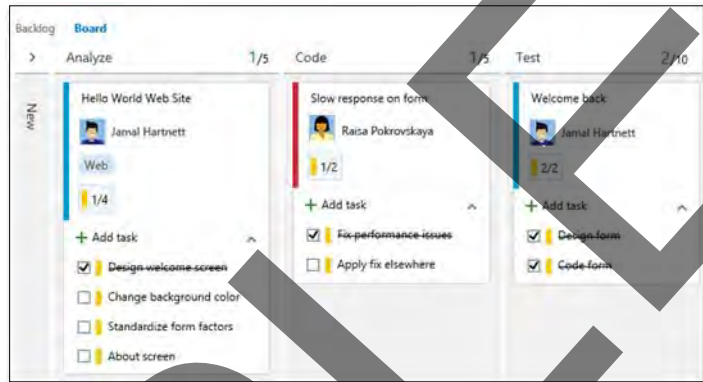 Backlog Board
> Analyze 1/5 Code 1/5 Test 2/10
New
Hello World Web Site
Jamal Hartnett
Web
1/4
+ Add task
Design welcome screen
Change background color
Standardize form factors
About screen
Slow response on form
Raisa Pokrovskaya
1/2
+ Add task
Fix performance issues
Apply fix elsewhere
Welcome back
Jamal Hartnett
2/2
+ Add task
Design form
Code form